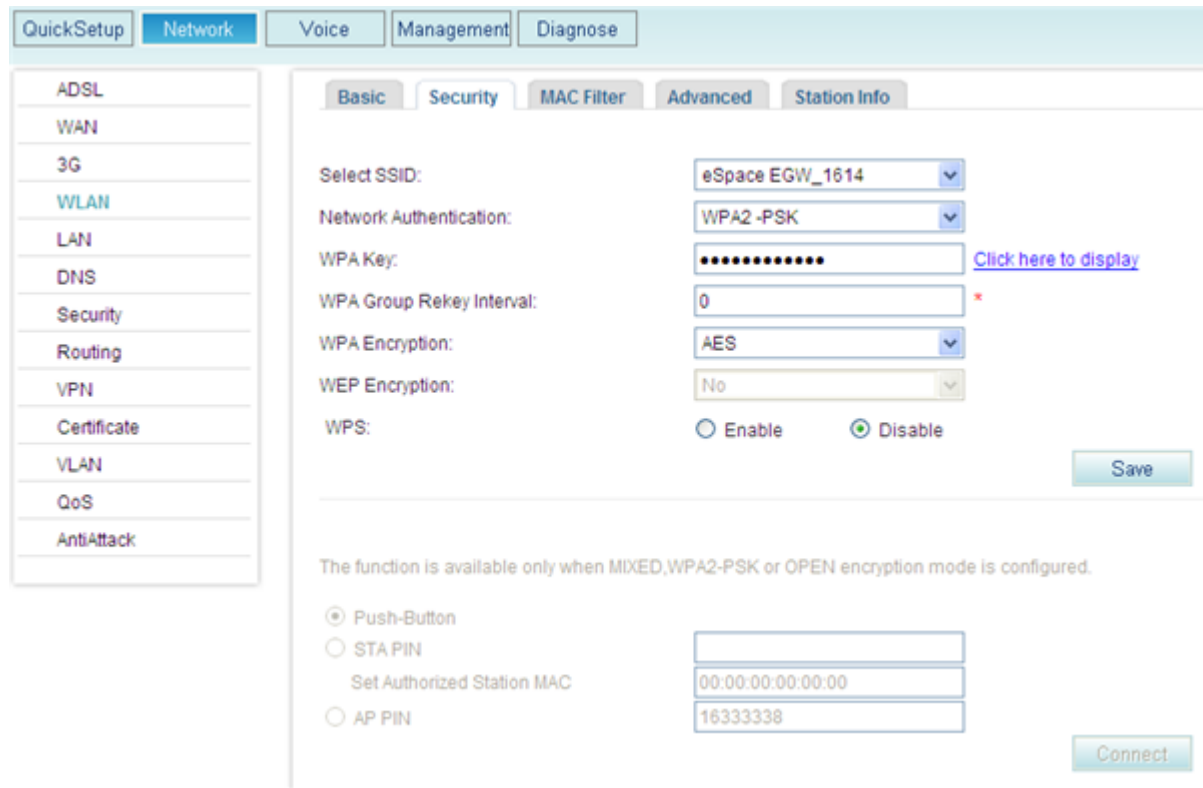 QuickSetup Network Voice Management Diagnose
ADSL
WAN
3G
WLAN
LAN
DNS
Security
Routing
VPN
Certificate
VLAN
QoS
AntiAttack
Basic Security MAC Filter Advanced Station Info
Select SSID: eSpace EGW_1614
Network Authentication: WPA2 -PSK
WPA Key: •••••••••••• Click here to display
WPA Group Rekey Interval: 0 *
WPA Encryption: AES
WEP Encryption: No
WPS: Enable Disable
Save
The function is available only when MIXED,WPA2-PSK or OPEN encryption mode is configured.
Push-Button
STA PIN
Set Authorized Station MAC 00:00:00:00:00:00
AP PIN 16333338
Connect